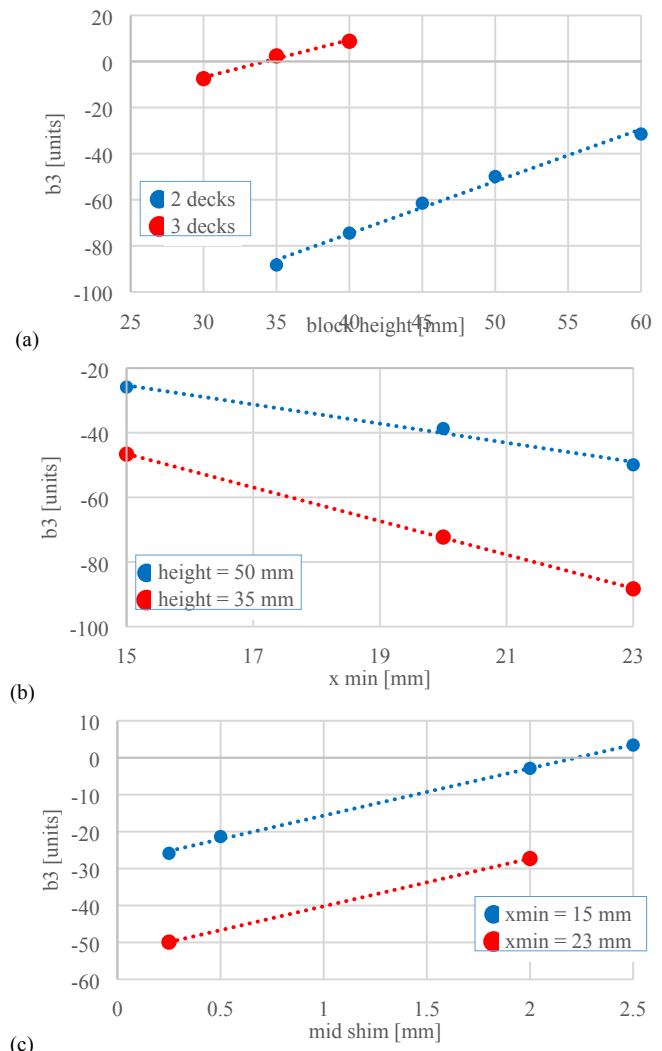 20
0
-20
-40
-60
-80
-100
b3 [units]
2 decks
3 decks
25 30 35 40 45 50 55 60
block height [mm]
(a)
-20
-40
-60
-80
-100
b3 [units]
height = 50 mm
height = 35 mm
15 17 19 21 23
x min [mm]
(b)
10
0
-10
-20
-30
-40
-50
-60
b3 [units]
xmin = 15 mm
xmin = 23 mm
0 0.5 1 1.5 2 2.5
mid shim [mm]
(c)